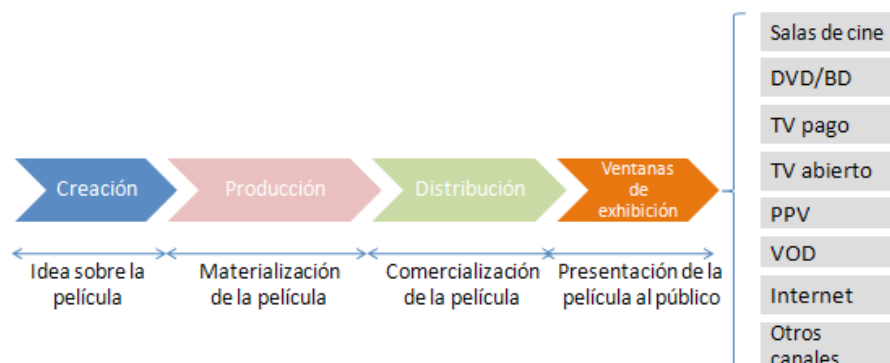 Creación
Producción
Distribución
Ventanas
de
exhibición
Idea sobre la
película
Materialización
de la película
Comercialización
de la película
Presentación de la
película al público
Salas de cine
DVD/BD
TV pago
TV abierto
PPV
VOD
Internet
Otros
canales